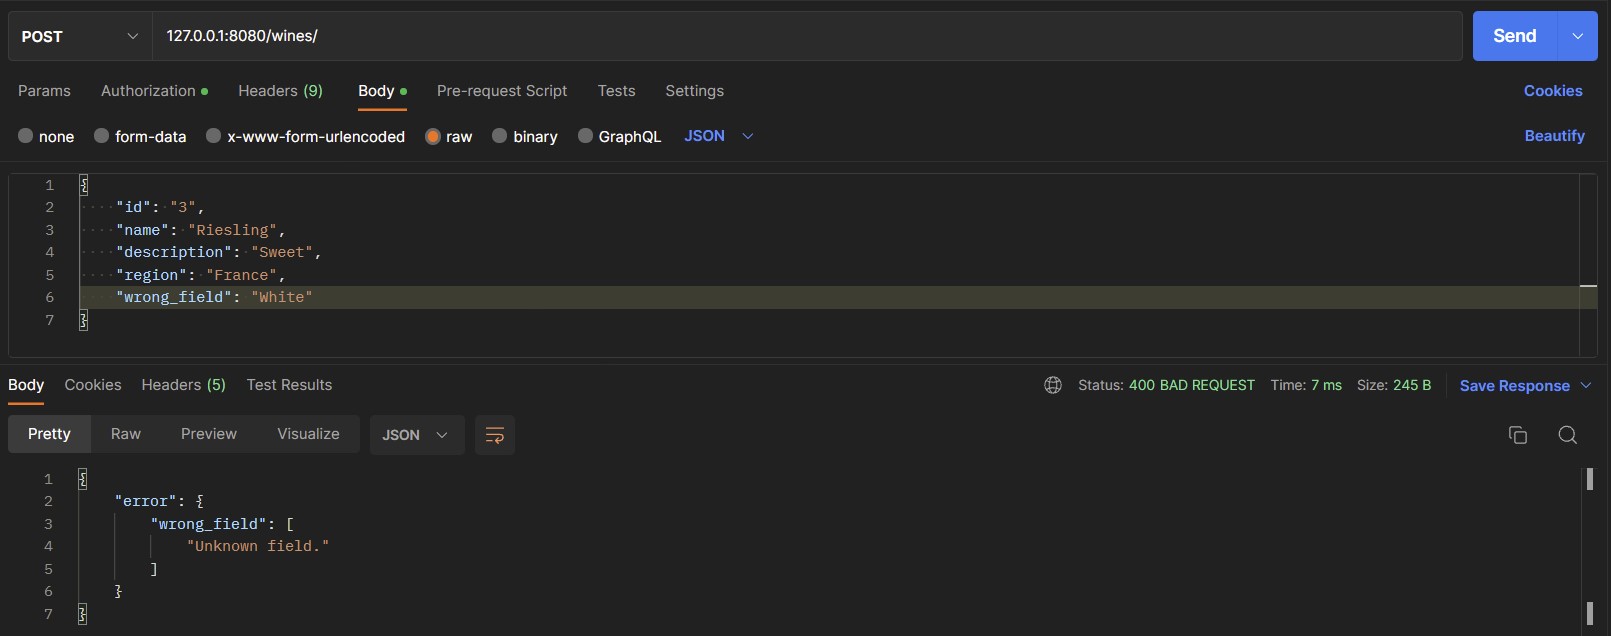 POST 127.0.0.1:8080/wines/ Send
Params Authorization Headers (9) Body Pre-request Script Tests Settings Cookies
none form-data x-www-form-urlencoded raw binary GraphQL JSON Beautify
1 {
2 "id": "3",
3 "name": "Riesling",
4 "description": "Sweet",
5 "region": "France",
6 "wrong_field": "White"
7 }
Body Cookies Headers (5) Test Results Status: 400 BAD REQUEST Time: 7 ms Size: 245 B Save Response
Pretty Raw Preview Visualize JSON
1 {
2 "error": {
3 "wrong_field": [
4 "Unknown field."
5 ]
6 }
7 }